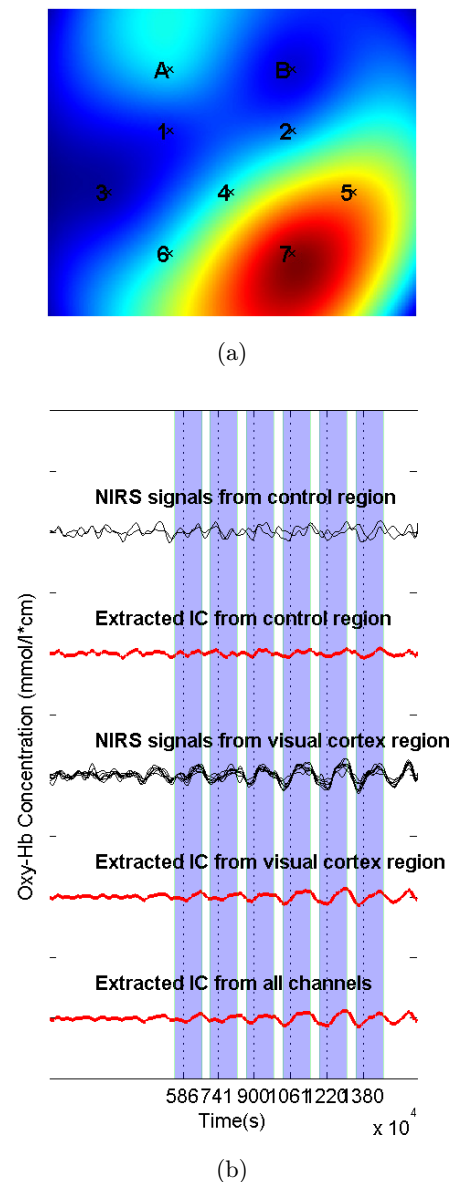 A B
1 2
3 4 5
6 7
(a)
NIRS signals from control region
Extracted IC from control region
NIRS signals from visual cortex region
Extracted IC from visual cortex region
Extracted IC from all channels
Oxy-Hb Concentration (mmol/l*cm)
586 741 900 1061 1220 1380
Time(s)
x 10^4
(b)